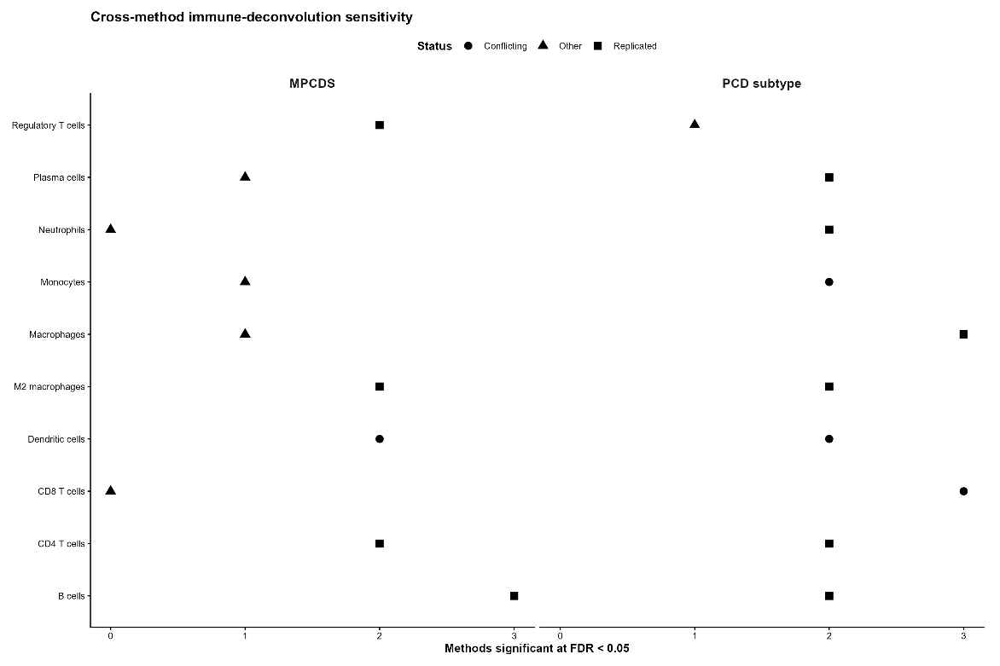 Cross-method immune-deconvolution sensitivity
Status Conflicting Other Replicated
MPCDS PCD subtype
Regulatory T cells
Plasma cells
Neutrophils
Monocytes
Macrophages
M2 macrophages
Dendritic cells
CD8 T cells
CD4 T cells
B cells
0 1 2 3 0 1 2 3
Methods significant at FDR < 0.05